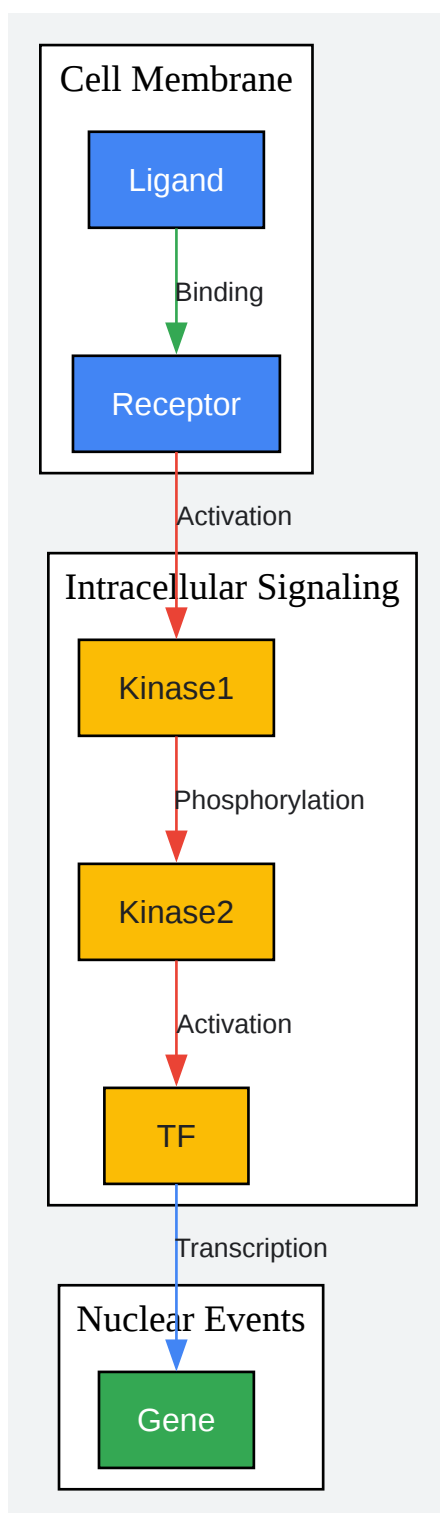 Cell Membrane
Ligand
Binding
Receptor
Activation
Intracellular Signaling
Kinase1
Phosphorylation
Kinase2
Activation
TF
Transcription
Nuclear Events
Gene